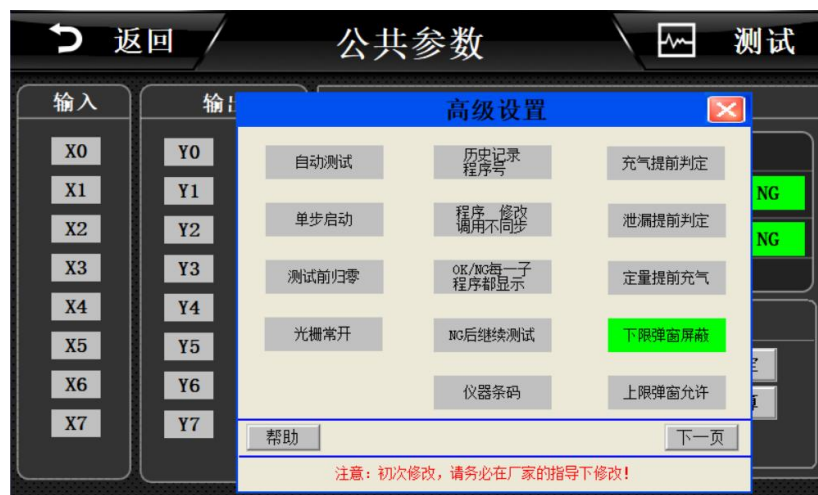 返回
公共参数
测试
输入
输出
高级设置
X0
Y0
自动测试
历史记录
程序号
充气提前判定
X1
Y1
NG
单步启动
程序 修改
调用不同步
泄漏提前判定
X2
Y2
NG
X3
Y3
测试前归零
OK/NG每一子
程序都显示
定量提前充气
X4
Y4
光栅常开
NG后继续测试
下限弹窗屏蔽
X5
Y5
X6
Y6
仪器条码
上限弹窗允许
X7
Y7
帮助
下一页
注意：初次修改，请务必在厂家的指导下修改！